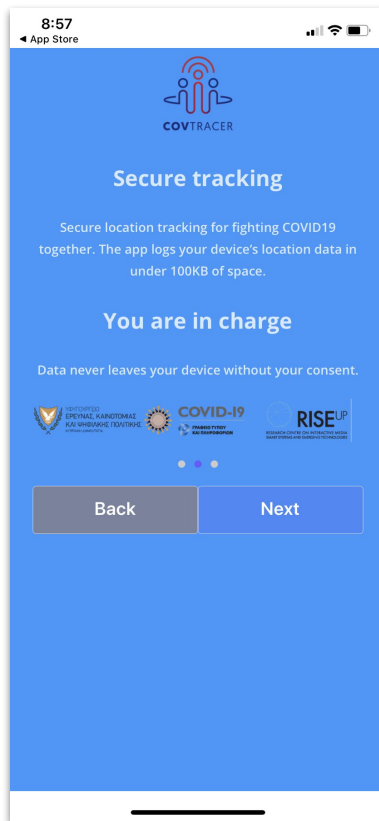 8:57
◀ App Store
COVTRACER
Secure tracking
Secure location tracking for fighting COVID19
together. The app logs your device's location data in
under 100KB of space.
You are in charge
Data never leaves your device without your consent.
ΥΦΥΠΟΥΡΓΕΙΟ
ΕΡΕΥΝΑΣ, ΚΑΙΝΟΤΟΜΙΑΣ
ΚΑΙ ΨΗΦΙΑΚΗΣ ΠΟΛΙΤΙΚΗΣ
COVID-19
ΓΡΑΦΕΙΟ ΤΥΠΟΥ
ΚΑΙ ΠΛΗΡΟΦΟΡΙΩΝ
RISEUP
RESEARCH CENTRE ON INTERACTIVE MEDIA
SMART SYSTEMS AND EMERGING TECHNOLOGIES
Back
Next